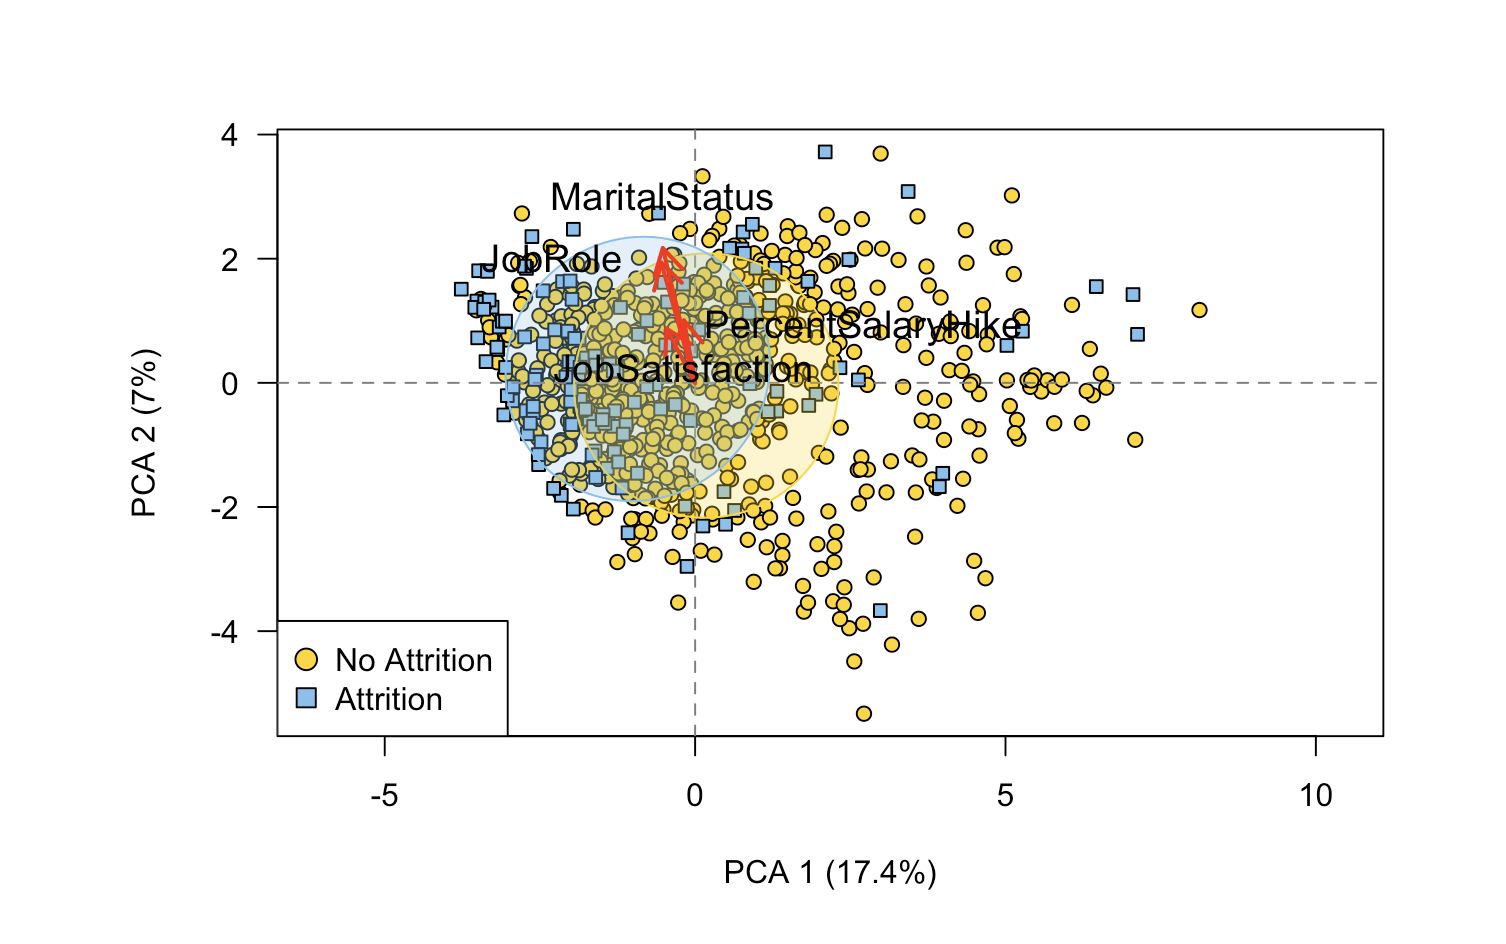 4
2
0
-2
-4
PCA 2 (7%)
MaritalStatus
JobRole
PercentSalaryHike
JobSatisfaction
No Attrition
Attrition
-5
0
5
10
PCA 1 (17.4%)